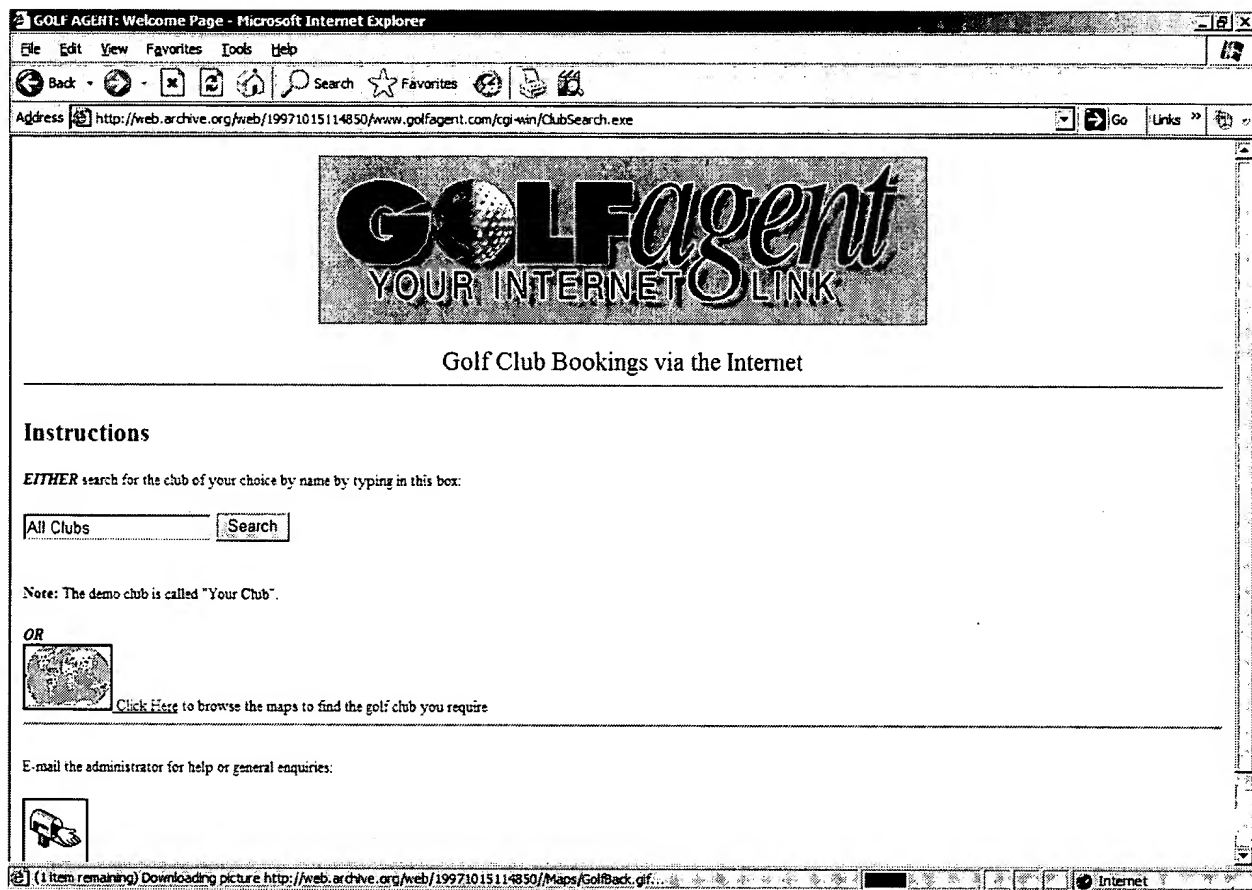 GOLF AGENT: Welcome Page - Microsoft Internet Explorer
File Edit View Favorites Tools Help
Back Search Favorites
Address http://web.archive.org/web/19971015114850/www.golfagent.com/cgi-win/ClubSearch.exe Go Links »
GOLFagent
YOUR INTERNET LINK
Golf Club Bookings via the Internet
Instructions
EITHER search for the club of your choice by name by typing in this box:
All Clubs Search
Note: The demo club is called "Your Club".
OR
Click Here to browse the maps to find the golf club you require
E-mail the administrator for help or general enquiries:
(1 item remaining) Downloading picture http://web.archive.org/web/19971015114850//Maps/GolfBack.gif... Internet